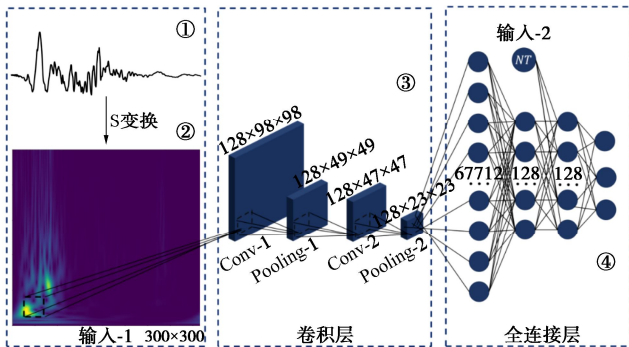 ①
S变换
②
输入-1 300×300
③
128×98×98
128×49×49
128×47×47
128×23×23
Conv-1
Pooling-1
Conv-2
Pooling-2
卷积层
输入-2
NT
67712 128 128
... ... ...
④
全连接层